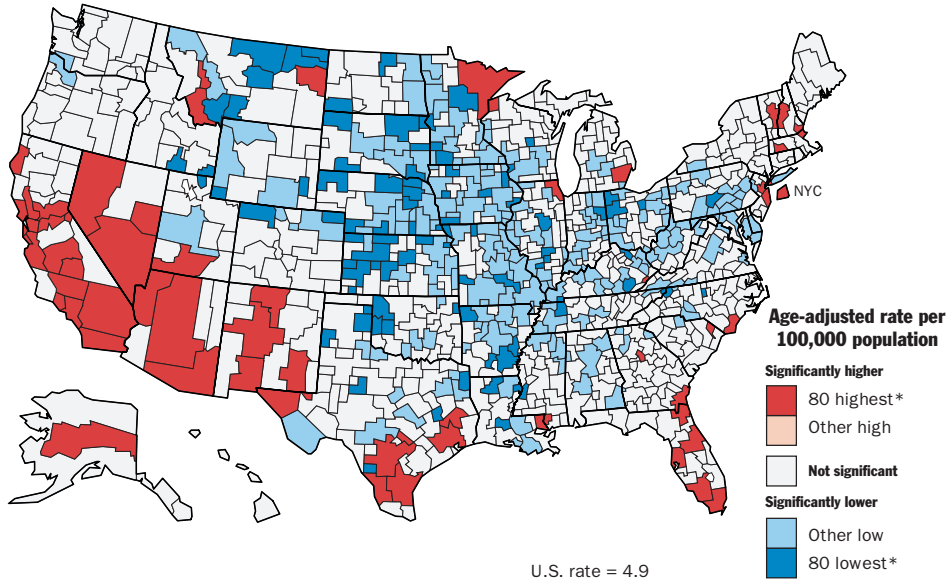 NYC
Age-adjusted rate per
100,000 population
Significantly higher
80 highest*
Other high
Not significant
Significantly lower
Other low
80 lowest*
U.S. rate = 4.9